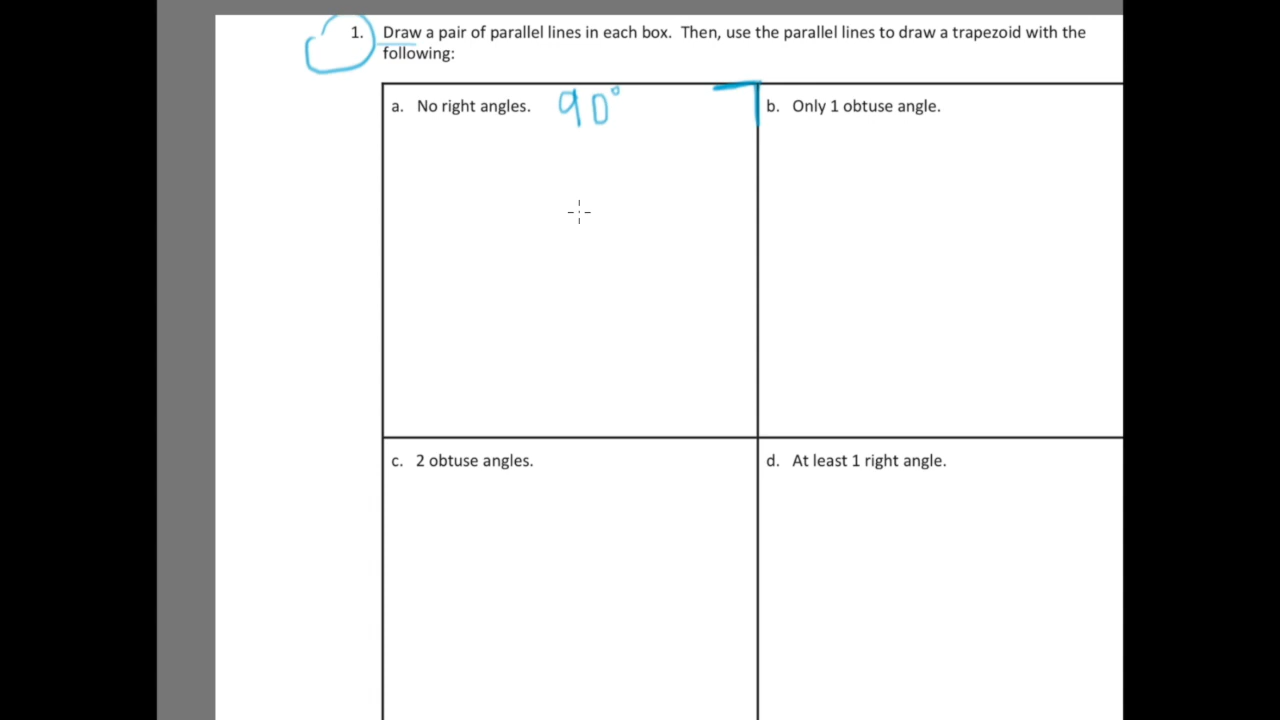 1. Draw a pair of parallel lines in each box. Then, use the parallel lines to draw a trapezoid with the
following:
a. No right angles. 90°
b. Only 1 obtuse angle.
c. 2 obtuse angles.
d. At least 1 right angle.